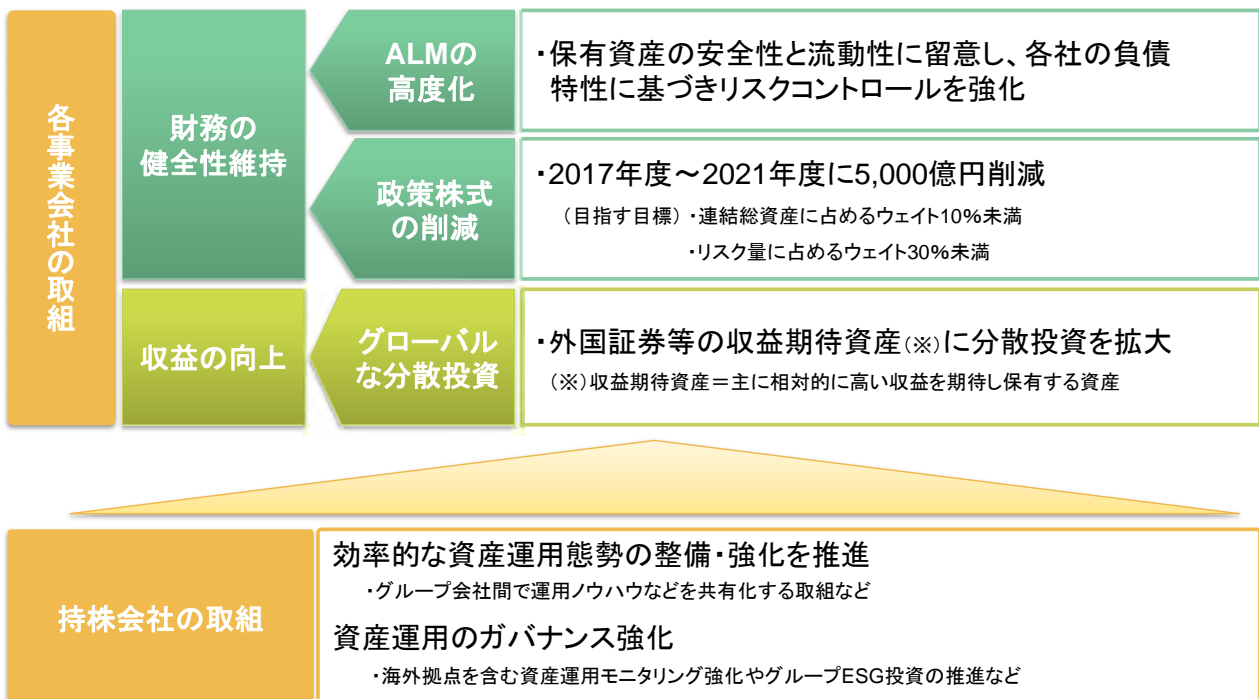 各事業会社の取組
財務の
健全性維持
ALMの
高度化
・保有資産の安全性と流動性に留意し、各社の負債
特性に基づきリスクコントロールを強化
政策株式
の削減
・2017年度～2021年度に5,000億円削減
（目指す目標）・連結総資産に占めるウェイト10%未満
・リスク量に占めるウェイト30%未満
収益の向上
グローバル
な分散投資
・外国証券等の収益期待資産(※)に分散投資を拡大
(※)収益期待資産＝主に相対的に高い収益を期待し保有する資産
持株会社の取組
効率的な資産運用態勢の整備・強化を推進
・グループ会社間で運用ノウハウなどを共有化する取組など
資産運用のガバナンス強化
・海外拠点を含む資産運用モニタリング強化やグループESG投資の推進など